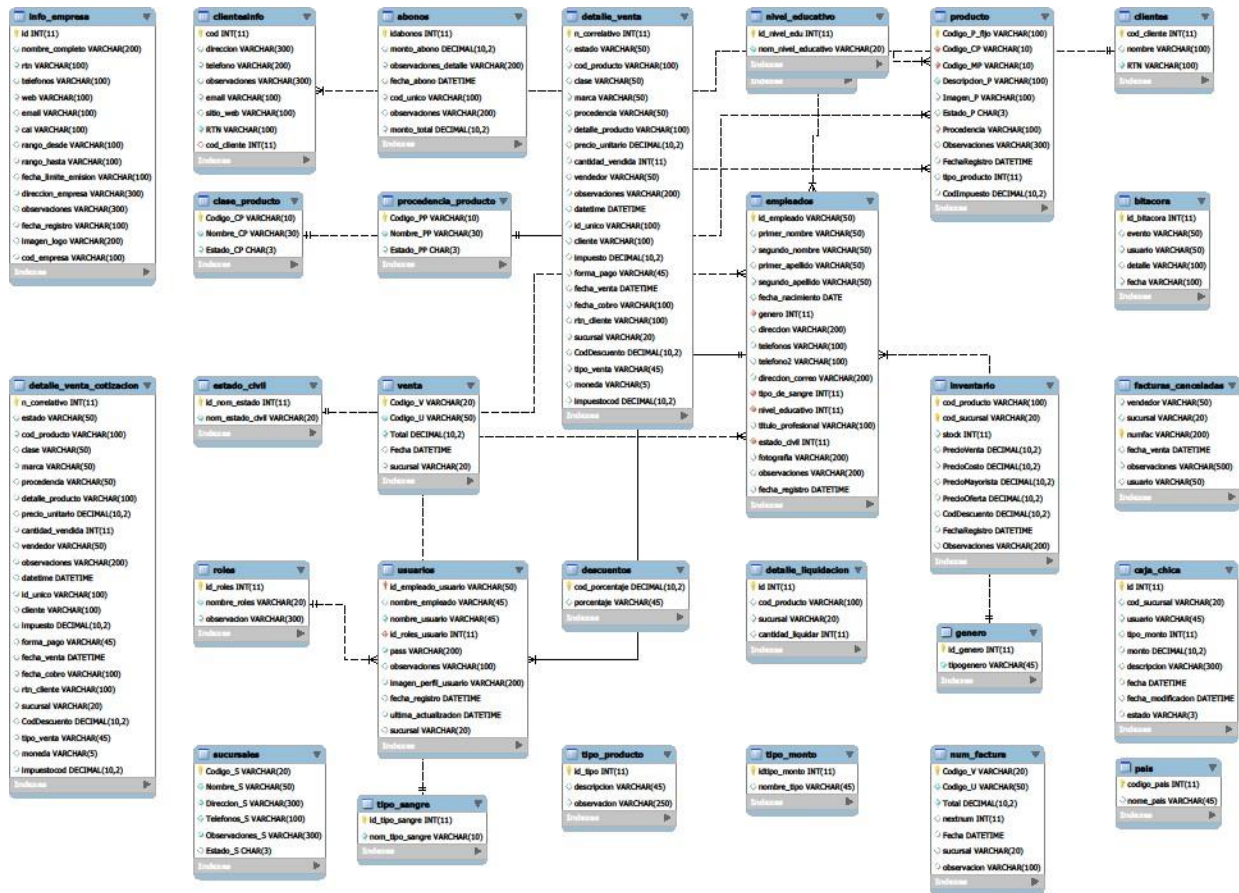 info_empresa
id INT(11)
nombre_completo VARCHAR(200)
rtn VARCHAR(100)
telefonos VARCHAR(100)
web VARCHAR(100)
email VARCHAR(100)
cai VARCHAR(100)
rango_desde VARCHAR(100)
rango_hasta VARCHAR(100)
fecha_limite_emision VARCHAR(100)
direccion_empresa VARCHAR(300)
observaciones VARCHAR(300)
fecha_registro VARCHAR(100)
imagen_logo VARCHAR(200)
cod_empresa VARCHAR(100)
Indexes
clientesinfo
cod INT(11)
direccion VARCHAR(300)
telefono VARCHAR(200)
observaciones VARCHAR(300)
email VARCHAR(100)
sitio_web VARCHAR(100)
RTN VARCHAR(100)
cod_cliente INT(11)
Indexes
abonos
idabonos INT(11)
monto_abono DECIMAL(10,2)
observaciones_detalle VARCHAR(200)
fecha_abono DATETIME
cod_unico VARCHAR(100)
observaciones VARCHAR(200)
monto_total DECIMAL(10,2)
Indexes
detalle_venta
n_correlativo INT(11)
estado VARCHAR(50)
cod_producto VARCHAR(100)
clase VARCHAR(50)
marca VARCHAR(50)
procedencia VARCHAR(50)
detalle_producto VARCHAR(100)
precio_unitario DECIMAL(10,2)
cantidad_vendida INT(11)
vendedor VARCHAR(50)
observaciones VARCHAR(200)
datetime DATETIME
id_unico VARCHAR(100)
cliente VARCHAR(100)
impuesto DECIMAL(10,2)
forma_pago VARCHAR(45)
fecha_venta DATETIME
fecha_cobro VARCHAR(100)
rtn_cliente VARCHAR(100)
sucursal VARCHAR(20)
CodDescuento DECIMAL(10,2)
tipo_venta VARCHAR(45)
moneda VARCHAR(5)
impuestocod DECIMAL(10,2)
Indexes
nivel_educativo
id_nivel_edu INT(11)
nom_nivel_educativo VARCHAR(20)
Indexes
producto
Codigo_P_fijo VARCHAR(100)
Codigo_CP VARCHAR(10)
Codigo_MP VARCHAR(10)
Descripcion_P VARCHAR(100)
Imagen_P VARCHAR(100)
Estado_P CHAR(3)
Procedencia VARCHAR(100)
Observaciones VARCHAR(300)
FechaRegistro DATETIME
tipo_producto INT(11)
CodImpuesto DECIMAL(10,2)
Indexes
clientes
cod_cliente INT(11)
nombre VARCHAR(100)
RTN VARCHAR(100)
Indexes
clase_producto
Codigo_CP VARCHAR(10)
Nombre_CP VARCHAR(30)
Estado_CP CHAR(3)
Indexes
procedencia_producto
Codigo_PP VARCHAR(10)
Nombre_PP VARCHAR(30)
Estado_PP CHAR(3)
Indexes
empleados
id_empleado VARCHAR(50)
primer_nombre VARCHAR(50)
segundo_nombre VARCHAR(50)
primer_apellido VARCHAR(50)
segundo_apellido VARCHAR(50)
fecha_nacimiento DATE
genero INT(11)
direccion VARCHAR(200)
telefonos VARCHAR(100)
telefono2 VARCHAR(100)
direccion_correo VARCHAR(200)
tipo_de_sangre INT(11)
nivel_educativo INT(11)
titulo_profesional VARCHAR(100)
estado_civil INT(11)
fotografia VARCHAR(200)
observaciones VARCHAR(200)
fecha_registro DATETIME
Indexes
bitacora
id_bitacora INT(11)
evento VARCHAR(50)
usuario VARCHAR(50)
detalle VARCHAR(100)
fecha VARCHAR(100)
Indexes
detalle_venta_cotizacion
n_correlativo INT(11)
estado VARCHAR(50)
cod_producto VARCHAR(100)
clase VARCHAR(50)
marca VARCHAR(50)
procedencia VARCHAR(50)
detalle_producto VARCHAR(100)
precio_unitario DECIMAL(10,2)
cantidad_vendida INT(11)
vendedor VARCHAR(50)
observaciones VARCHAR(200)
datetime DATETIME
id_unico VARCHAR(100)
cliente VARCHAR(100)
impuesto DECIMAL(10,2)
forma_pago VARCHAR(45)
fecha_venta DATETIME
fecha_cobro VARCHAR(100)
rtn_cliente VARCHAR(100)
sucursal VARCHAR(20)
CodDescuento DECIMAL(10,2)
tipo_venta VARCHAR(45)
moneda VARCHAR(5)
impuestocod DECIMAL(10,2)
Indexes
estado_civil
id_nom_estado INT(11)
nom_estado_civil VARCHAR(20)
Indexes
venta
Codigo_V VARCHAR(20)
Codigo_U VARCHAR(50)
Total DECIMAL(10,2)
Fecha DATETIME
sucursal VARCHAR(20)
Indexes
inventario
cod_producto VARCHAR(100)
cod_sucursal VARCHAR(20)
stock INT(11)
PrecioVenta DECIMAL(10,2)
PrecioCosto DECIMAL(10,2)
PrecioMayorista DECIMAL(10,2)
PrecioOferta DECIMAL(10,2)
CodDescuento DECIMAL(10,2)
FechaRegistro DATETIME
Observaciones VARCHAR(200)
Indexes
facturas_canceladas
vendedor VARCHAR(50)
sucursal VARCHAR(20)
numfac VARCHAR(200)
fecha_venta DATETIME
observaciones VARCHAR(500)
usuario VARCHAR(50)
Indexes
roles
id_roles INT(11)
nombre_roles VARCHAR(20)
observacion VARCHAR(300)
Indexes
usuarios
id_empleado_usuario VARCHAR(50)
nombre_empleado VARCHAR(45)
nombre_usuario VARCHAR(45)
id_roles_usuario INT(11)
pass VARCHAR(200)
observaciones VARCHAR(100)
imagen_perfil_usuario VARCHAR(200)
fecha_registro DATETIME
ultima_actualizacion DATETIME
sucursal VARCHAR(20)
Indexes
descuentos
cod_porcentaje DECIMAL(10,2)
porcentaje VARCHAR(45)
Indexes
detalle_liquidacion
id INT(11)
cod_producto VARCHAR(100)
sucursal VARCHAR(20)
cantidad_liquidar INT(11)
Indexes
genero
id_genero INT(11)
tipogenero VARCHAR(45)
Indexes
caja_chica
id INT(11)
cod_sucursal VARCHAR(20)
usuario VARCHAR(45)
tipo_monto INT(11)
monto DECIMAL(10,2)
descripcion VARCHAR(300)
fecha DATETIME
fecha_modificacion DATETIME
estado VARCHAR(3)
Indexes
sucursales
Codigo_S VARCHAR(20)
Nombre_S VARCHAR(50)
Direccion_S VARCHAR(300)
Telefonos_S VARCHAR(100)
Observaciones_S VARCHAR(300)
Estado_S CHAR(3)
Indexes
tipo_sangre
id_tipo_sangre INT(11)
nom_tipo_sangre VARCHAR(10)
Indexes
tipo_producto
id_tipo INT(11)
descripcion VARCHAR(45)
observacion VARCHAR(250)
Indexes
tipo_monto
idtipo_monto INT(11)
nombre_tipo VARCHAR(45)
Indexes
num_factura
Codigo_V VARCHAR(20)
Codigo_U VARCHAR(50)
Total DECIMAL(10,2)
nextnum INT(11)
Fecha DATETIME
sucursal VARCHAR(20)
observacion VARCHAR(100)
Indexes
pais
codigo_pais INT(11)
nome_pais VARCHAR(45)
Indexes